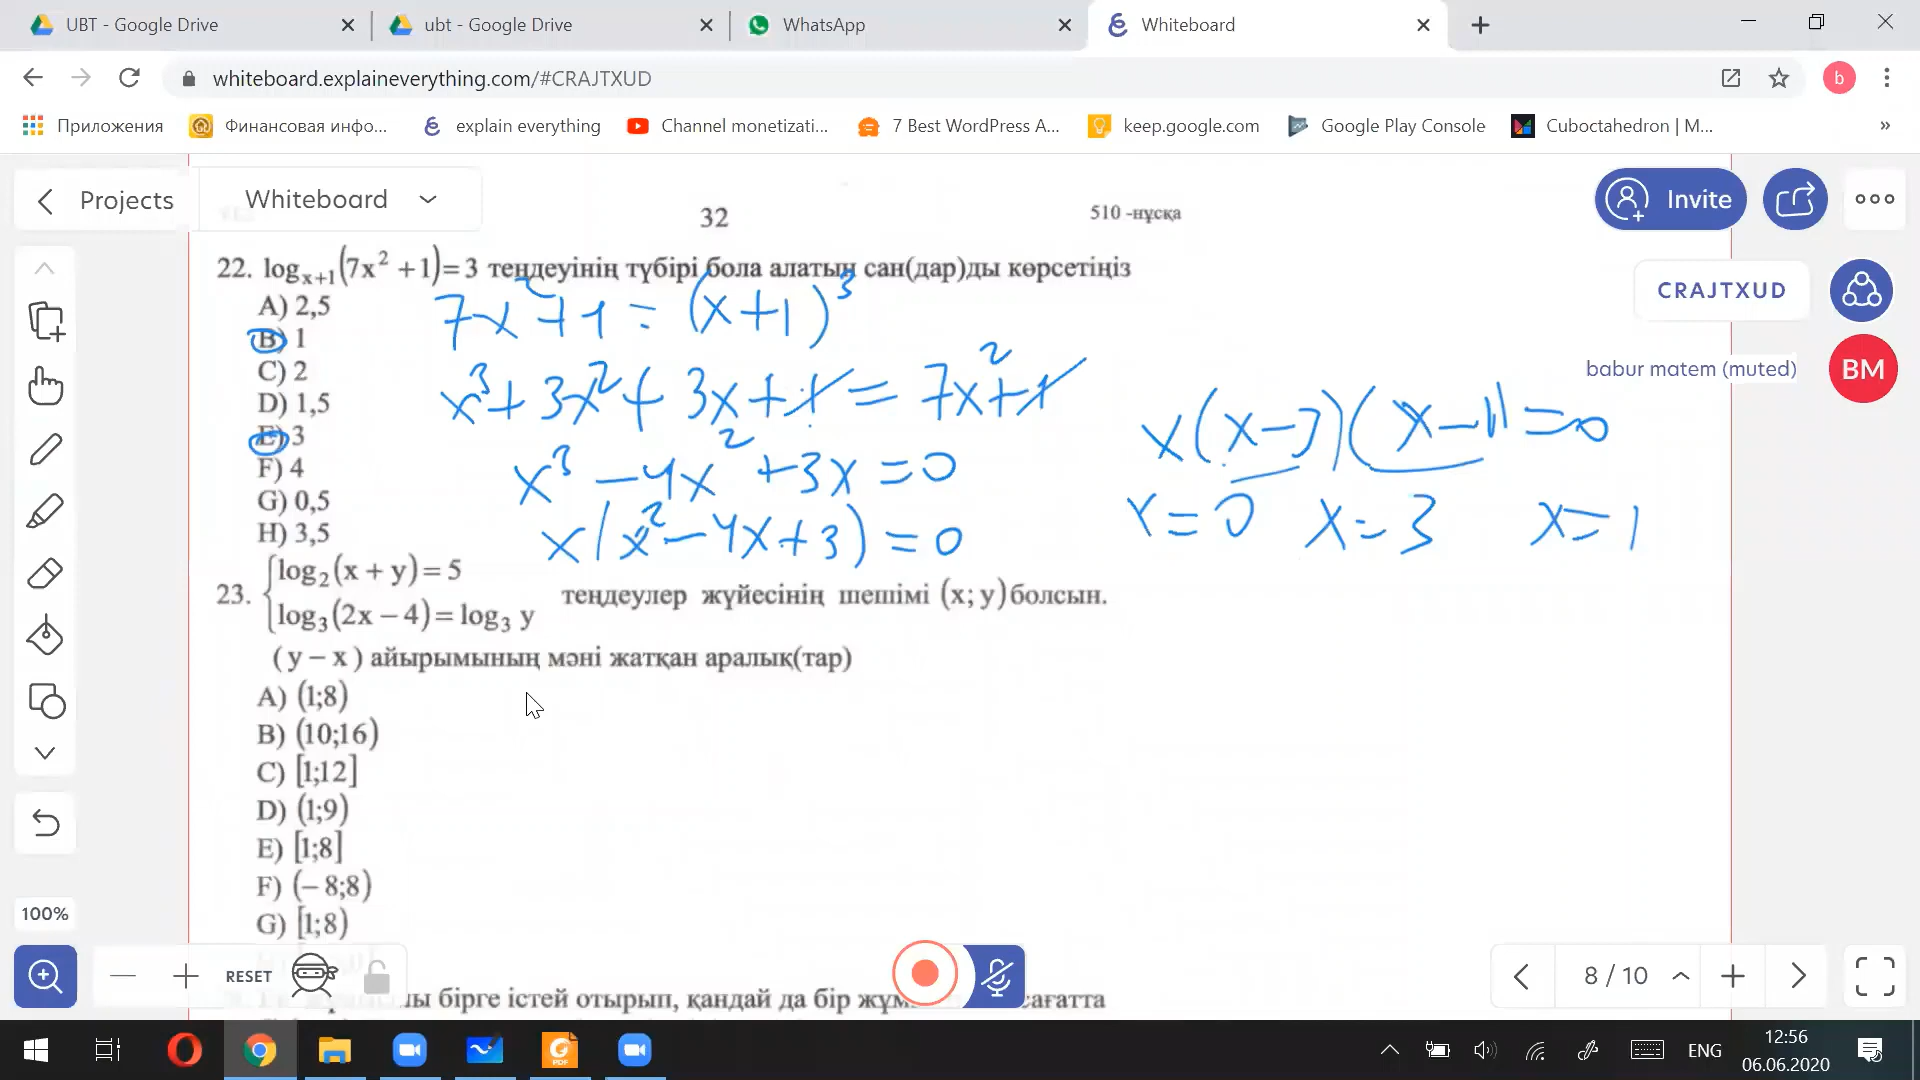 UBT - Google Drive
ubt - Google Drive
WhatsApp
Whiteboard
whiteboard.explaineverything.com/#CRAJTXUD
b
Приложения
Финансовая инфо...
explain everything
Channel monetizati...
7 Best WordPress A...
keep.google.com
Google Play Console
Cuboctahedron | M...
»
Projects
Whiteboard
32
510 -нұсқа
Invite
CRAJTXUD
babur matem (muted)
BM
22. log_{x+1}(7x² + 1) = 3 теңдеуінің түбірі бола алатын сан(дар)ды көрсетіңіз
A) 2,5
B) 1
C) 2
D) 1,5
E) 3
F) 4
G) 0,5
H) 3,5
7x² + 1 = (x+1)³
x³ + 3x² + 3x + 1 = 7x² + 1
x³ - 4x² + 3x = 0
x(x² - 4x + 3) = 0
x(x-3)(x-1) = 0
x = 0 x = 3 x = 1
23. { log₂(x + y) = 5
log₃(2x – 4) = log₃ y
теңдеулер жүйесінің шешімі (x; y) болсын.
( y – x ) айырымының мәні жатқан аралық(тар)
A) (1;8)
B) (10;16)
C) [1;12]
D) (1;9)
E) [1;8]
F) (– 8;8)
G) [1;8)
бірге істей отырып, қандай да бір
сағатта
100%
RESET
8 / 10
ENG
12:56
06.06.2020